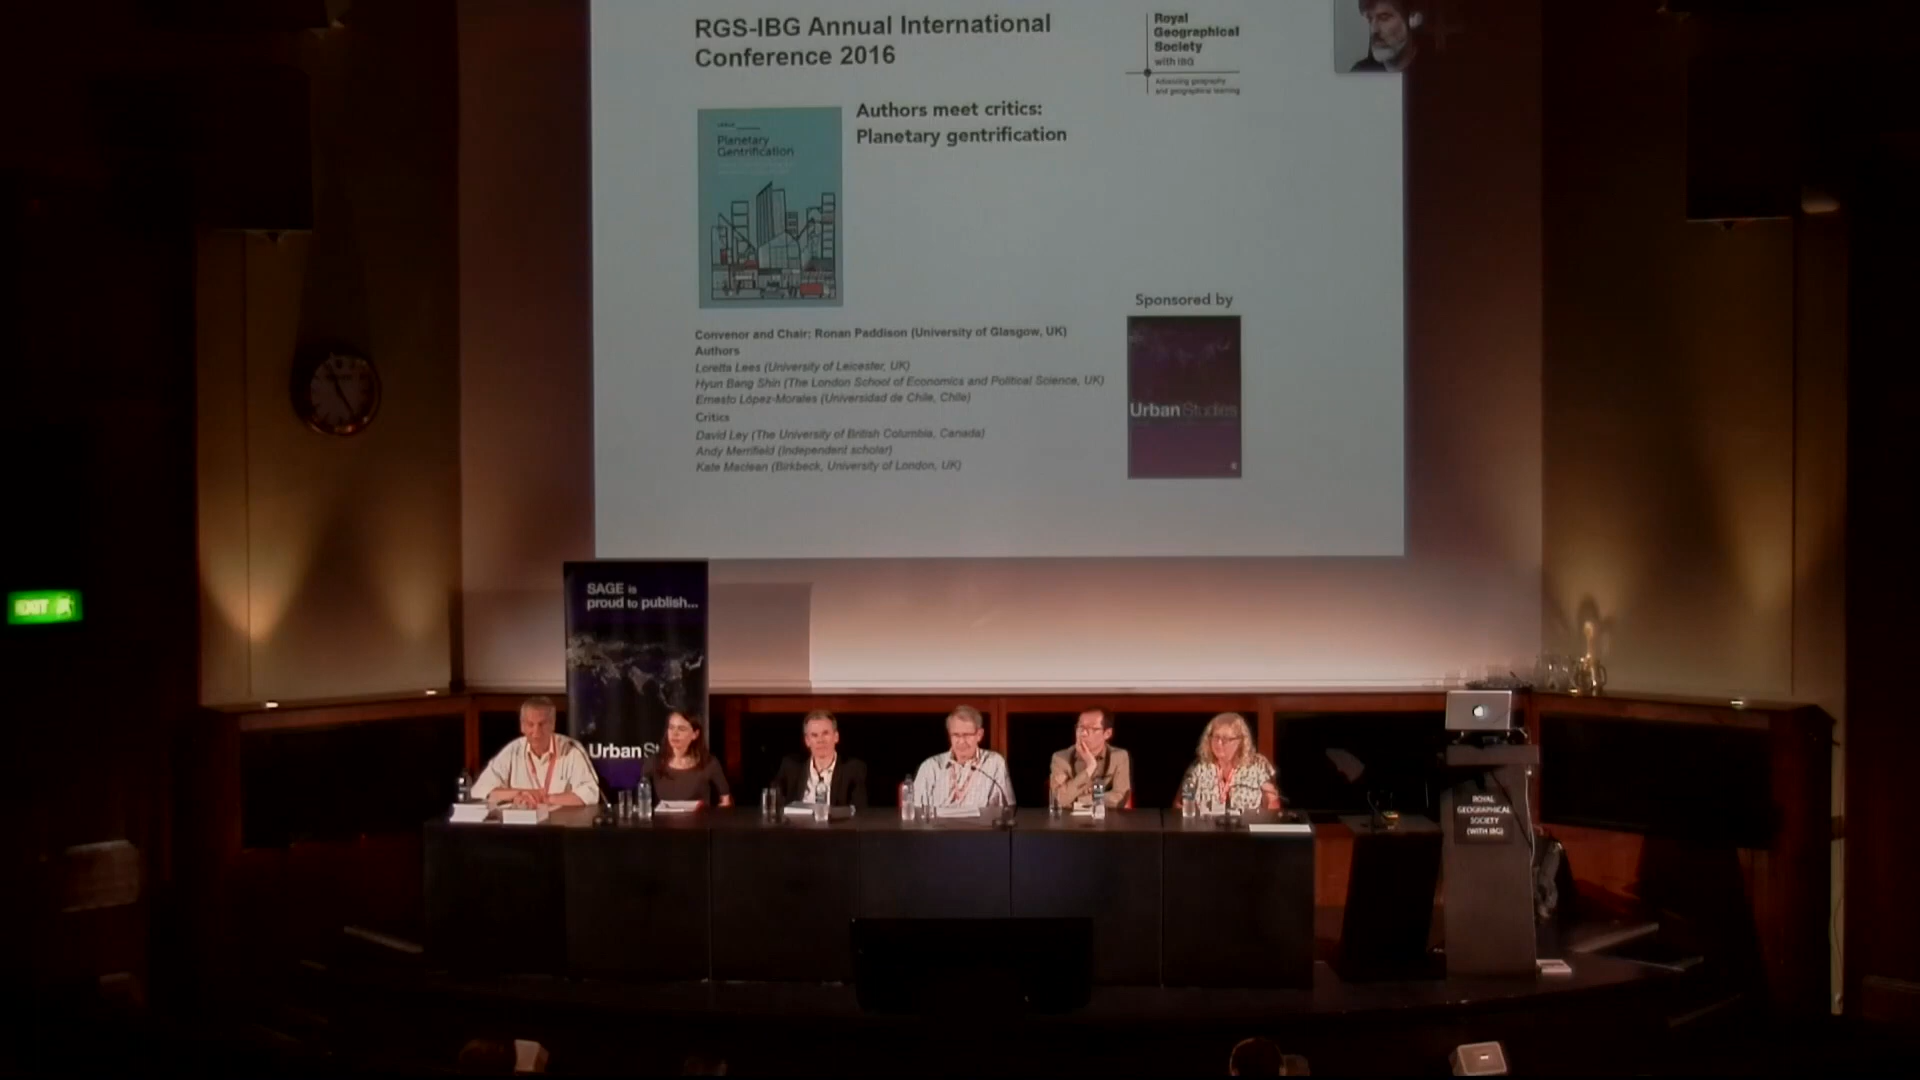 RGS-IBG Annual International
Conference 2016
Royal
Geographical
Society
with IBG
Advancing geography
and geographical learning
Authors meet critics:
Planetary gentrification
Planetary
Gentrification
Sponsored by
Urban Studies
Convenor and Chair: Ronan Paddison (University of Glasgow, UK)
Authors
Loretta Lees (University of Leicester, UK)
Hyun Bang Shin (The London School of Economics and Political Science, UK)
Ernesto López-Morales (Universidad de Chile, Chile)
Critics
David Ley (The University of British Columbia, Canada)
Andy Merrifield (Independent scholar)
Kate Maclean (Birkbeck, University of London, UK)
EXIT
SAGE is
proud to publish...
Urban St
ROYAL
GEOGRAPHICAL
SOCIETY
(WITH IBG)